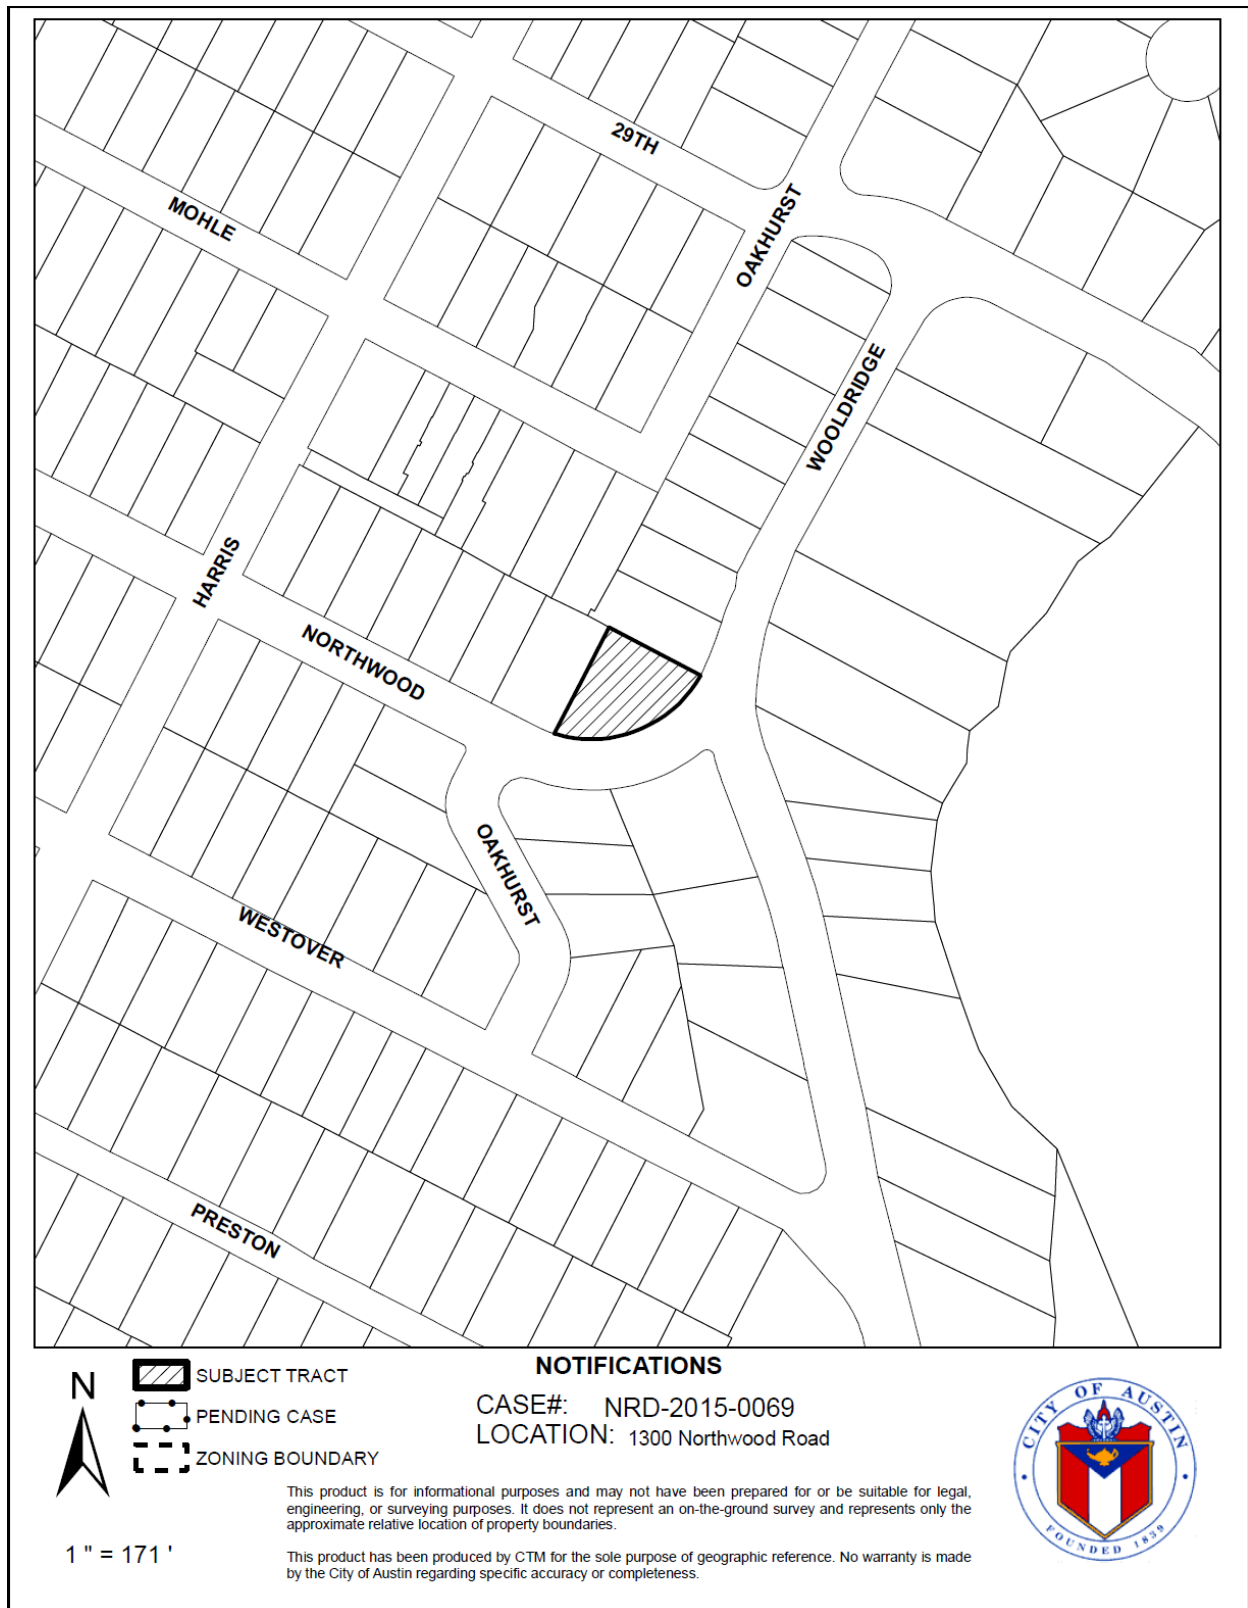 29TH
MOHLE
OAKHURST
WOOLDRIDGE
HARRIS
NORTHWOOD
OAKHURST
WESTOVER
PRESTON
N
SUBJECT TRACT
PENDING CASE
ZONING BOUNDARY
1 " = 171 '
NOTIFICATIONS
CASE#: NRD-2015-0069
LOCATION: 1300 Northwood Road
This product is for informational purposes and may not have been prepared for or be suitable for legal,
engineering, or surveying purposes. It does not represent an on-the-ground survey and represents only the
approximate relative location of property boundaries.
This product has been produced by CTM for the sole purpose of geographic reference. No warranty is made
by the City of Austin regarding specific accuracy or completeness.
CITY OF AUSTIN
FOUNDED 1839